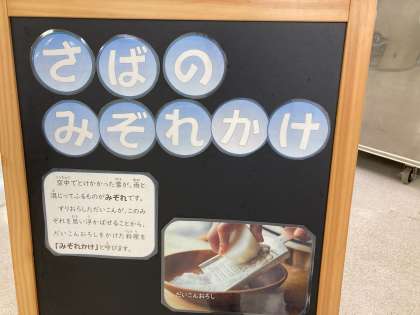 さばの
みぞれかけ
空中でとけかかった雪が、雨と
混じってふるものがみぞれです。
すりおろしただいこんが、このみ
ぞれを思い浮かばせることから、
だいこんおろしをかけた料理を
「みぞれかけ」と呼びます。
だいこんおろし